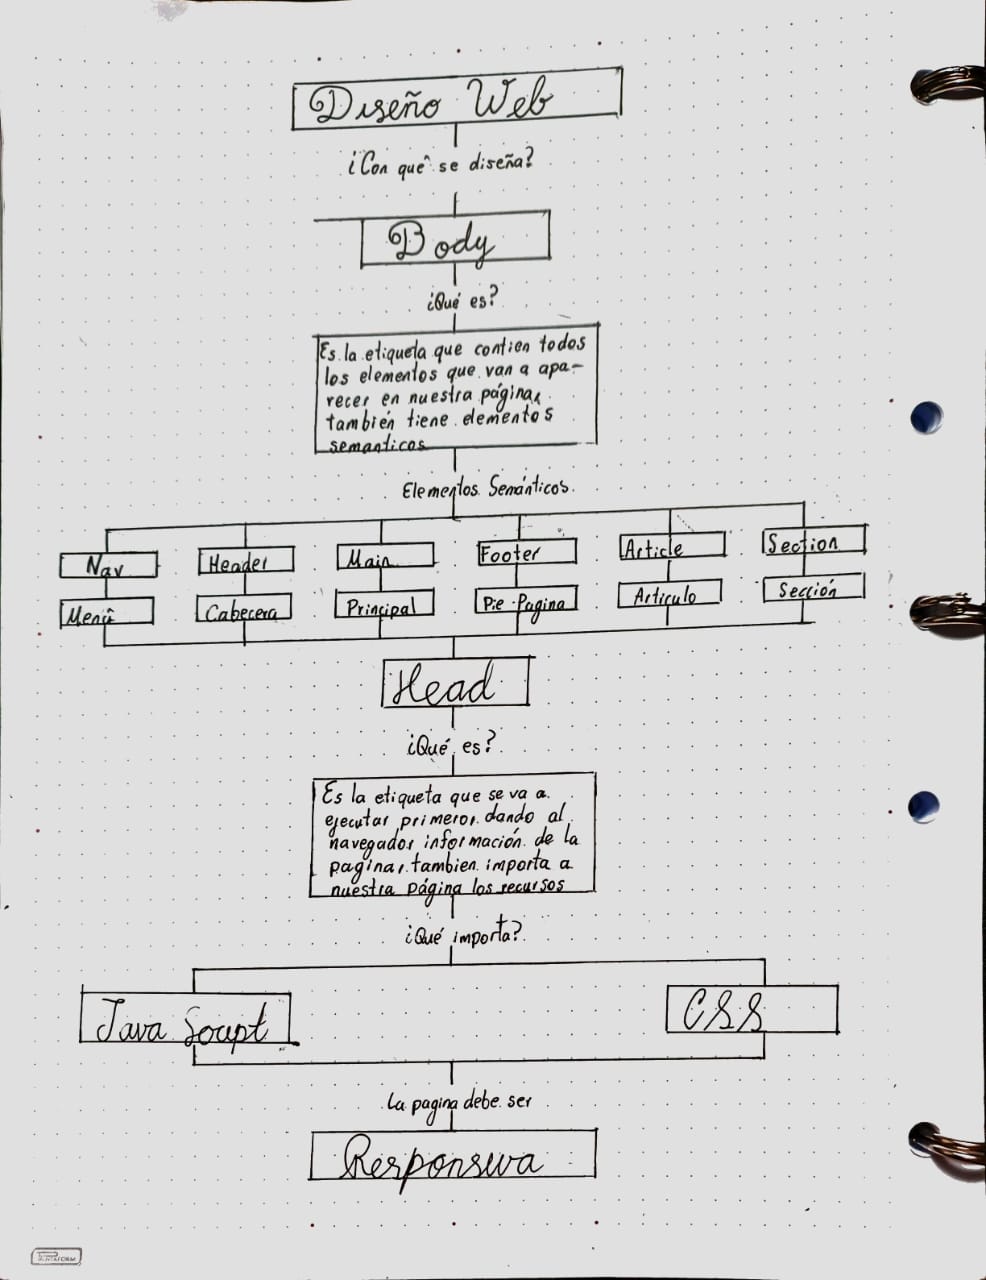 Diseño Web
¿Con qué se diseña?
Body
¿Qué es?
Es la etiqueta que contien todos
los elementos que van a apa-
recer en nuestra página,
también tiene elementos
semanticos
Elementos Semánticos.
Nav Header Main Footer Article Section
Menú Cabecera Principal Pie Pagina Articulo Sección
Head
¿Qué es?
Es la etiqueta que se va a
ejecutar primero, dando al
navegador información de la
pagina, tambien importa a
nuestra página los recursos
¿Qué importa?
Java Script CSS
La pagina debe ser
Responsiva